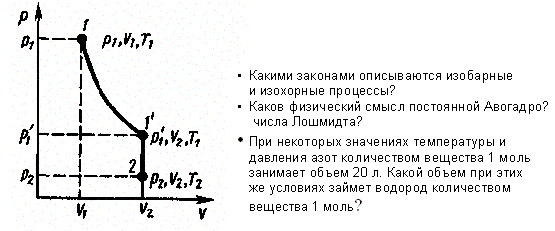 p
1
p₁
p₁,V₁,T₁
1'
p₁'
p₁',V₂,T₁
2
p₂
p₂,V₂,T₂
V₁
V₂
V
• Какими законами описываются изобарные
и изохорные процессы?
• Каков физический смысл постоянной Авогадро?
числа Лошмидта?
• При некоторых значениях температуры и
давления азот количеством вещества 1 моль
занимает объем 20 л. Какой объем при этих
же условиях займет водород количеством
вещества 1 моль?